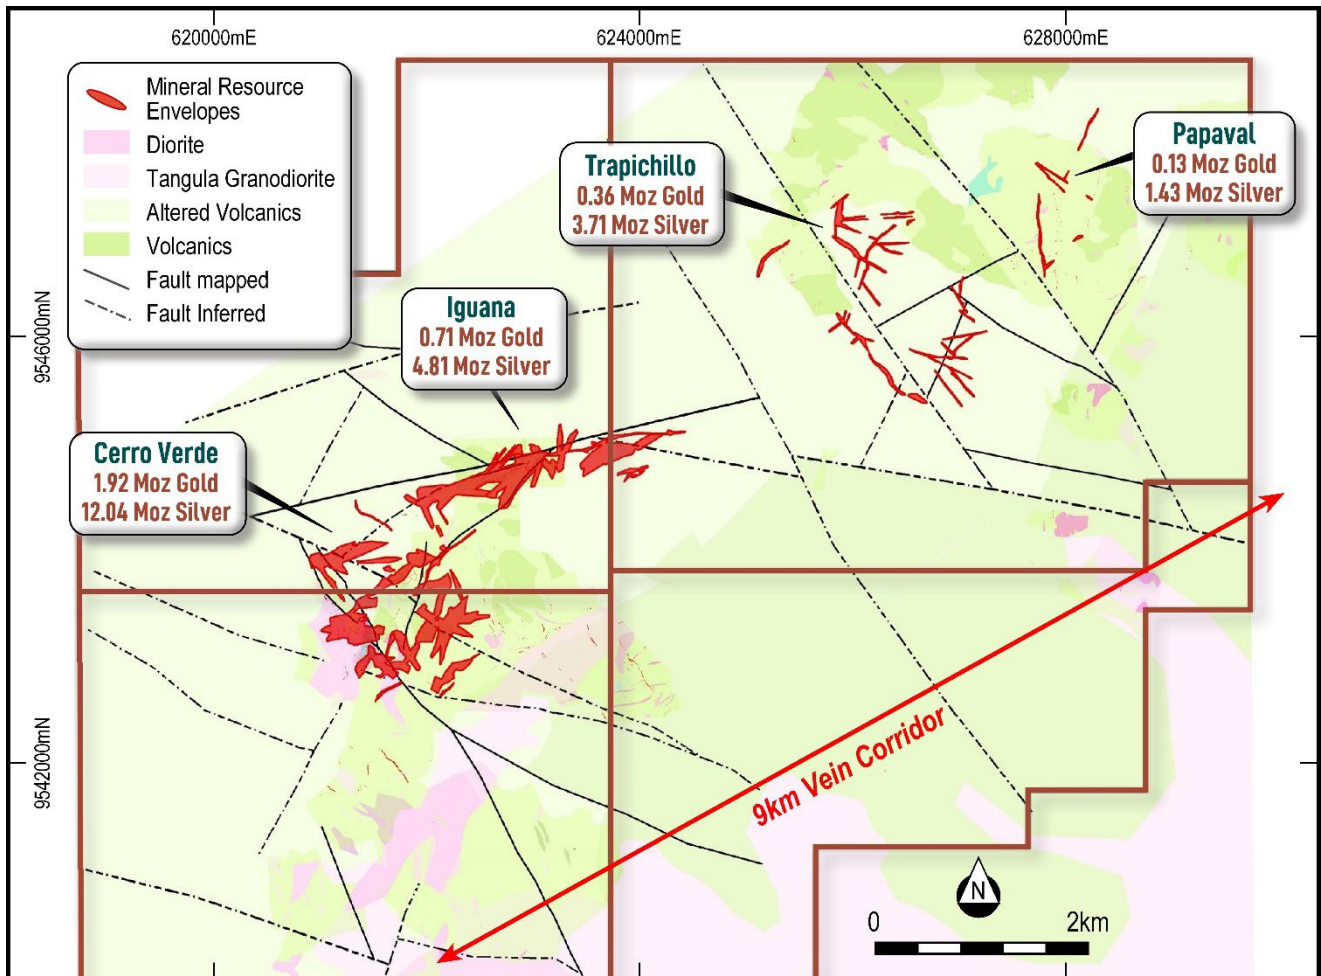 620000mE
624000mE
628000mE
Mineral Resource
Envelopes
Diorite
Tangula Granodiorite
Altered Volcanics
Volcanics
Fault mapped
Fault Inferred
Papaval
0.13 Moz Gold
1.43 Moz Silver
Trapichillo
0.36 Moz Gold
3.71 Moz Silver
Iguana
0.71 Moz Gold
4.81 Moz Silver
9546000mN
Cerro Verde
1.92 Moz Gold
12.04 Moz Silver
9542000mN
9km Vein Corridor
N
0
2km